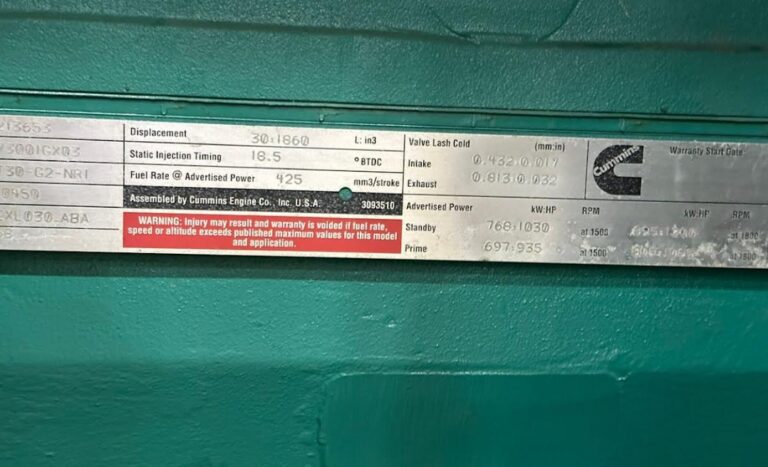 Displacement 30:1860 L: in3
Static Injection Timing 18.5 °BTDC
Fuel Rate @ Advertised Power 425 mm3/stroke
Assembled by Cummins Engine Co., Inc. U.S.A. 3093510
WARNING: Injury may result and warranty is voided if fuel rate,
speed or altitude exceeds published maximum values for this model
and application.
Valve Lash Cold (mm:in)
Intake 0.432:0.017
Exhaust 0.813:0.032
Cummins
Warranty Start Date
Advertised Power kW:HP RPM kW:HP RPM
Standby 768:1030 at 1500 at 1800
Prime 697:935 at 1500 at 1800